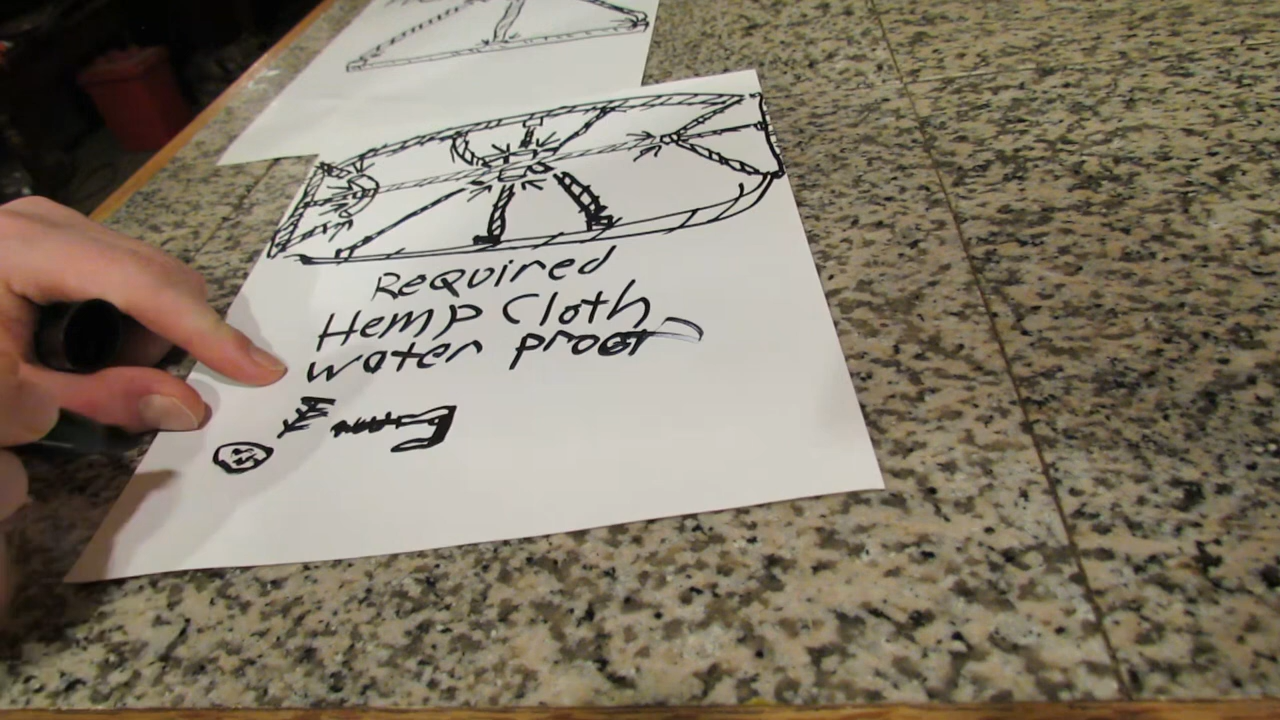 Required
Hemp Cloth
water proof